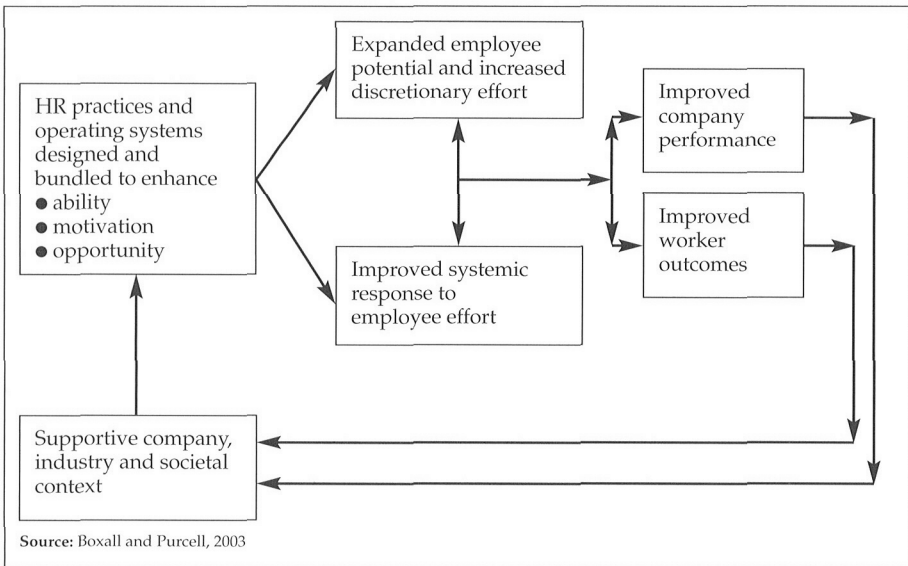 HR practices and
operating systems
designed and
bundled to enhance
● ability
● motivation
● opportunity
Expanded employee
potential and increased
discretionary effort
Improved systemic
response to
employee effort
Improved
company
performance
Improved
worker
outcomes
Supportive company,
industry and societal
context
Source: Boxall and Purcell, 2003